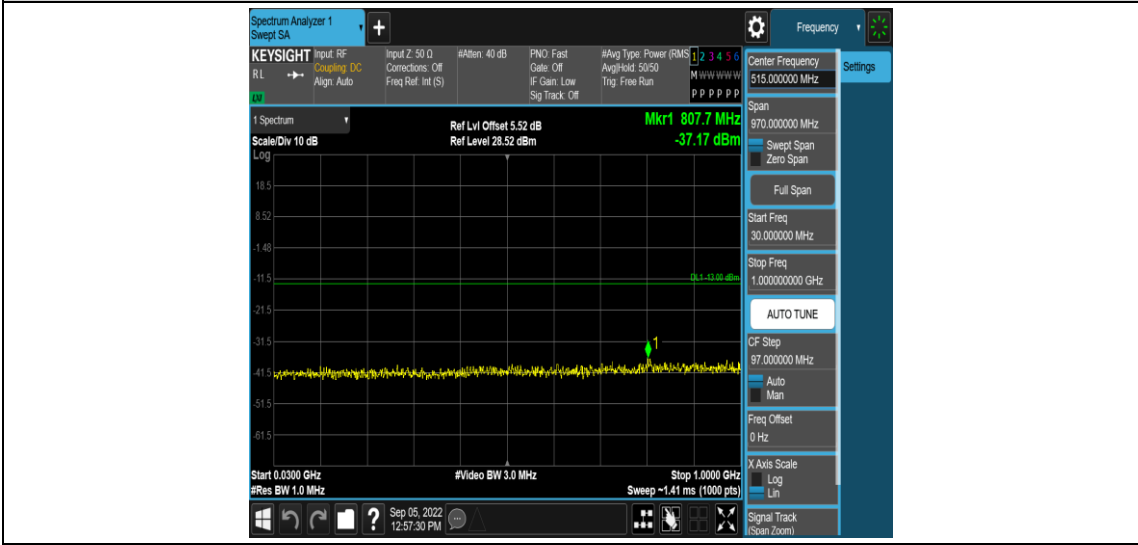 Spectrum Analyzer 1
Swept SA
+
Frequency
KEYSIGHT
RL
LM
Input: RF
Coupling: DC
Align: Auto
Input Z: 50 Ω
Corrections: Off
Freq Ref: Int (S)
#Atten: 40 dB
PNO: Fast
Gate: Off
IF Gain: Low
Sig Track: Off
#Avg Type: Power (RMS
Avg|Hold: 50/50
Trig: Free Run
1 2 3 4 5 6
M W W W W W
P P P P P P
1 Spectrum
Scale/Div 10 dB
Log
Ref Lvl Offset 5.52 dB
Ref Level 28.52 dBm
Mkr1 807.7 MHz
-37.17 dBm
18.5
8.52
-1.48
-11.5
DL1 -13.00 dBm
-21.5
-31.5
1
-41.5
-51.5
-61.5
Start 0.0300 GHz
#Res BW 1.0 MHz
#Video BW 3.0 MHz
Stop 1.0000 GHz
Sweep ~1.41 ms (1000 pts)
?
Sep 05, 2022
12:57:30 PM
Center Frequency
515.000000 MHz
Settings
Span
970.000000 MHz
Swept Span
Zero Span
Full Span
Start Freq
30.000000 MHz
Stop Freq
1.000000000 GHz
AUTO TUNE
CF Step
97.000000 MHz
Auto
Man
Freq Offset
0 Hz
X Axis Scale
Log
Lin
Signal Track
(Span Zoom)